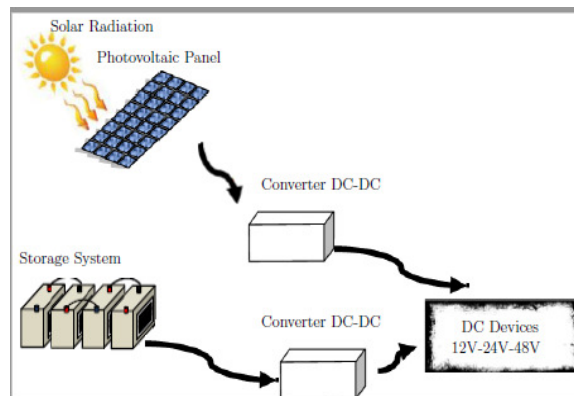 Solar Radiation
Photovoltaic Panel
Converter DC-DC
Storage System
Converter DC-DC
DC Devices
12V-24V-48V